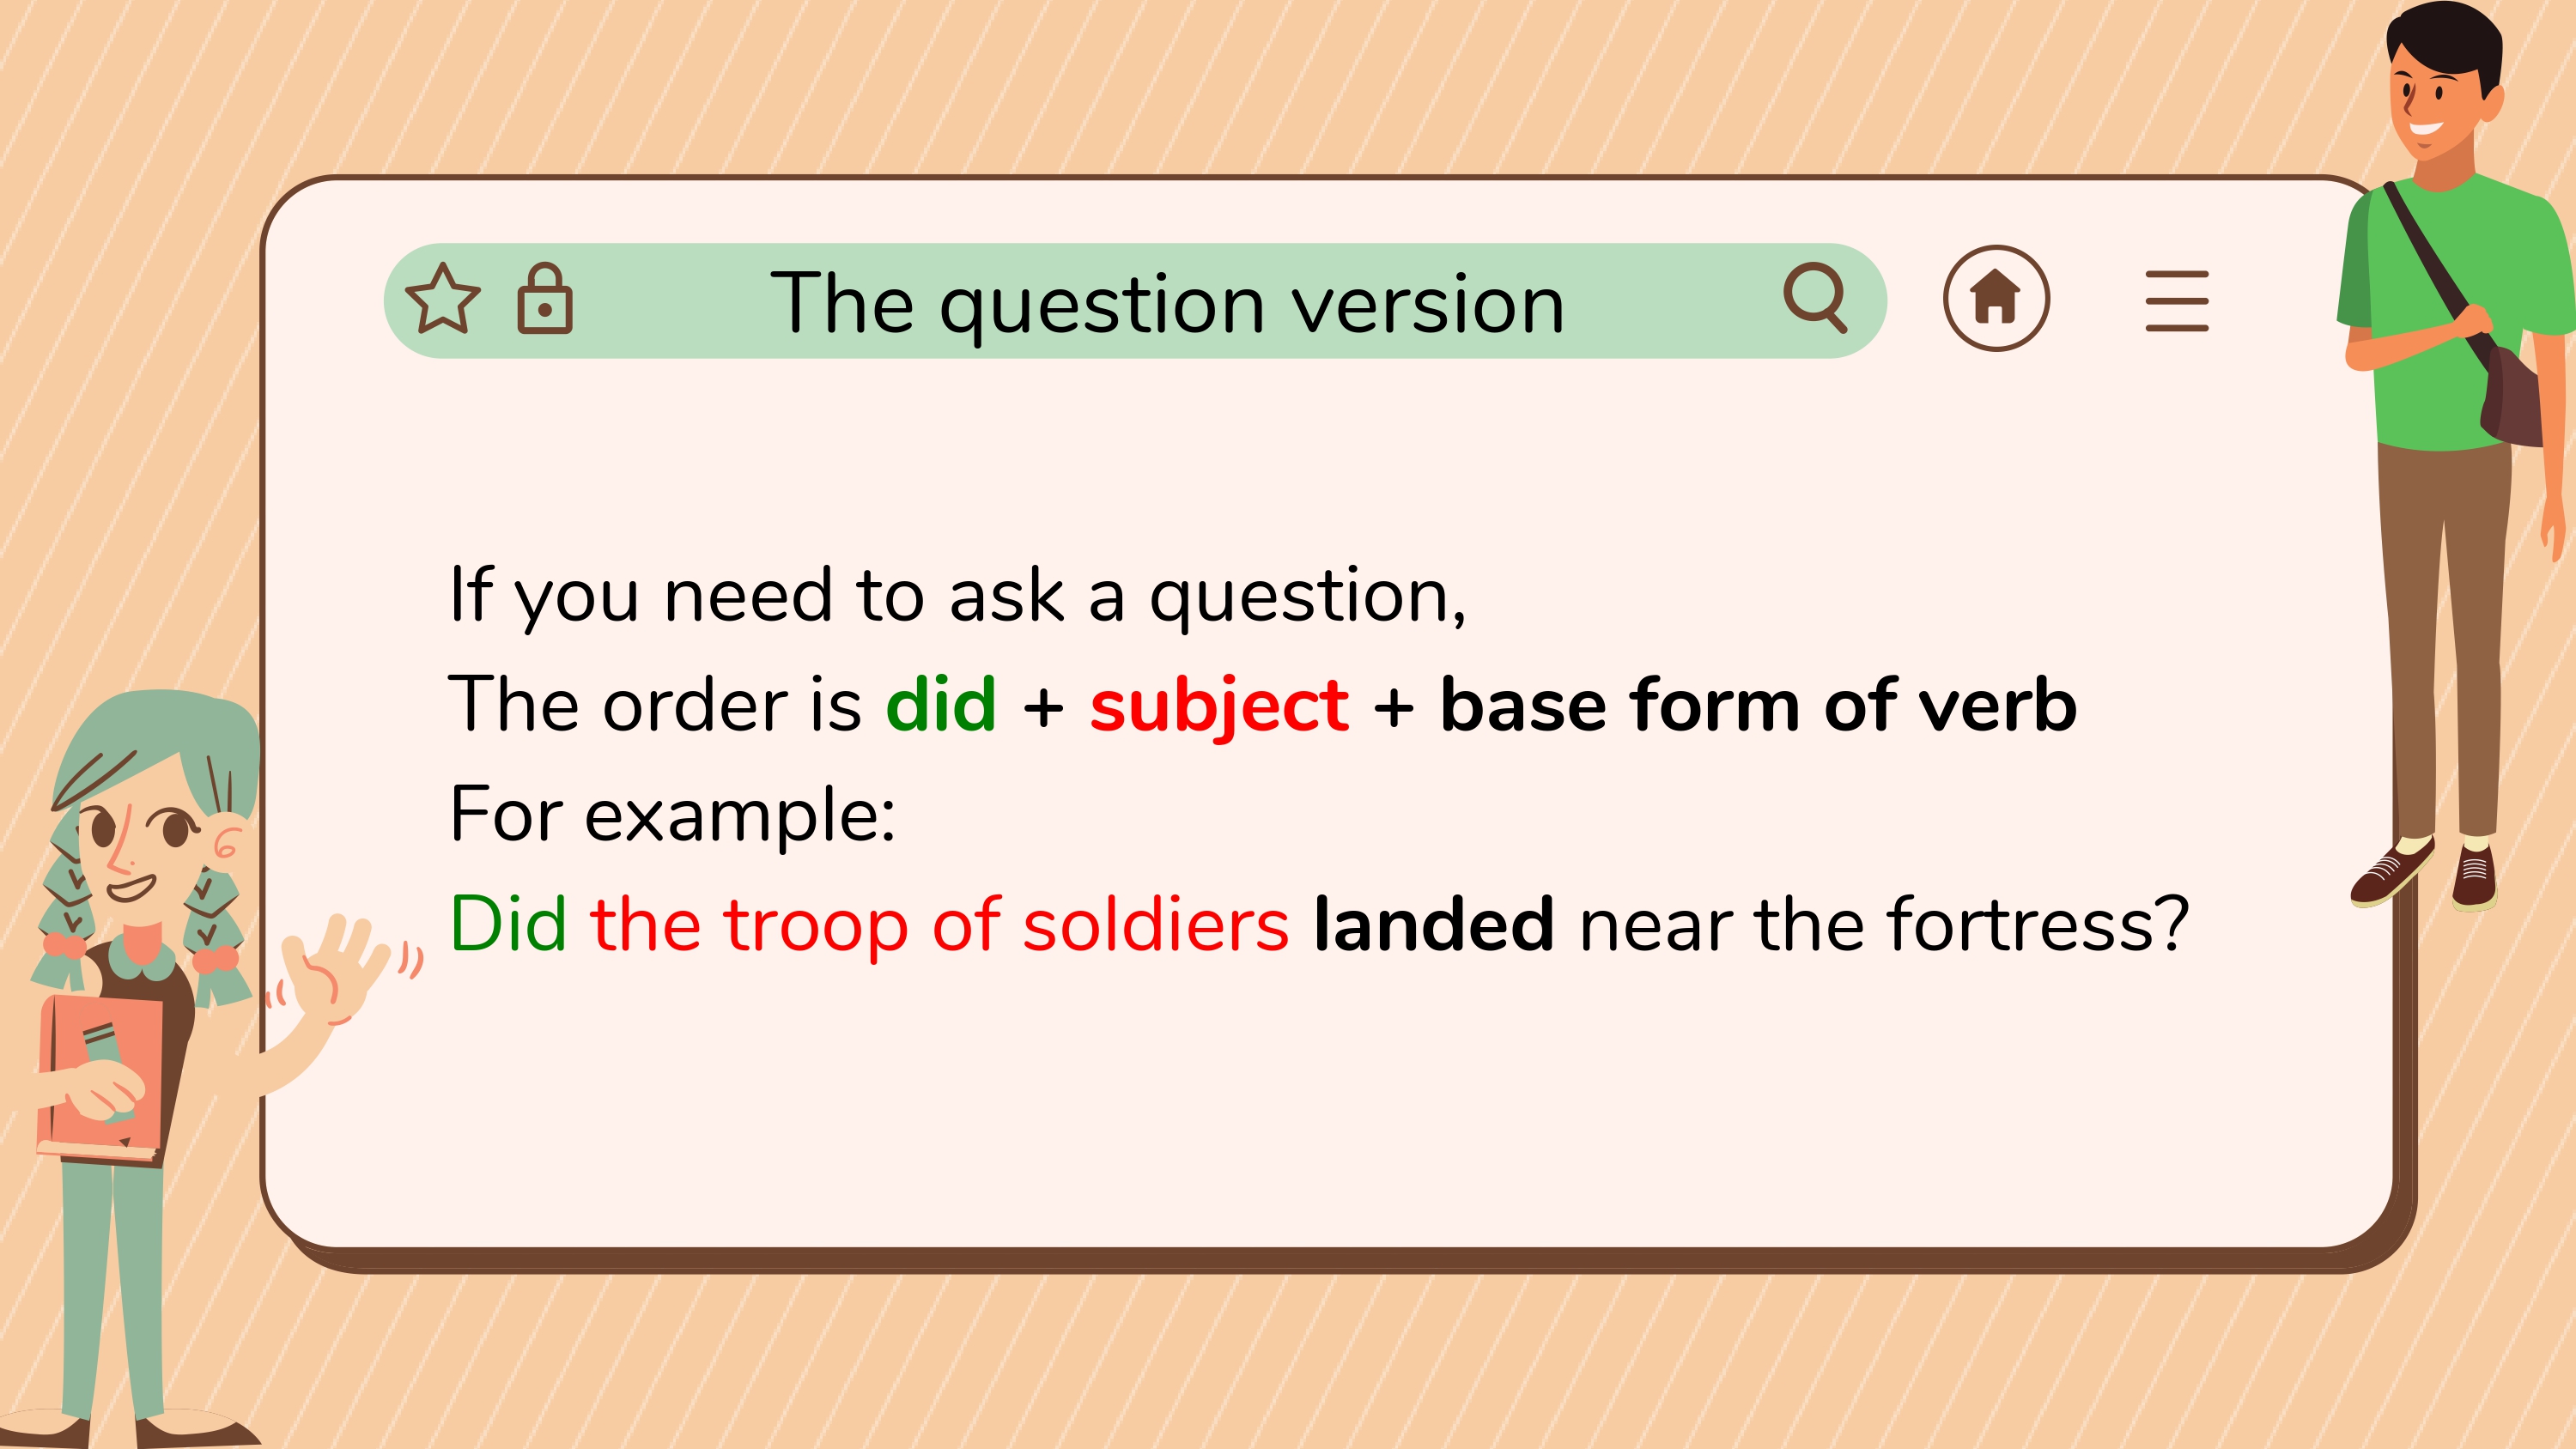 The question version
If you need to ask a question,
The order is did + subject + base form of verb
For example:
Did the troop of soldiers landed near the fortress?